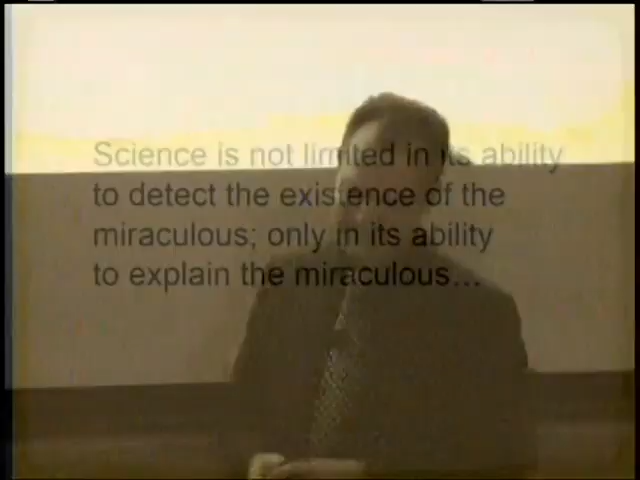 Science is not limited in its ability
to detect the existence of the
miraculous; only in its ability
to explain the miraculous...